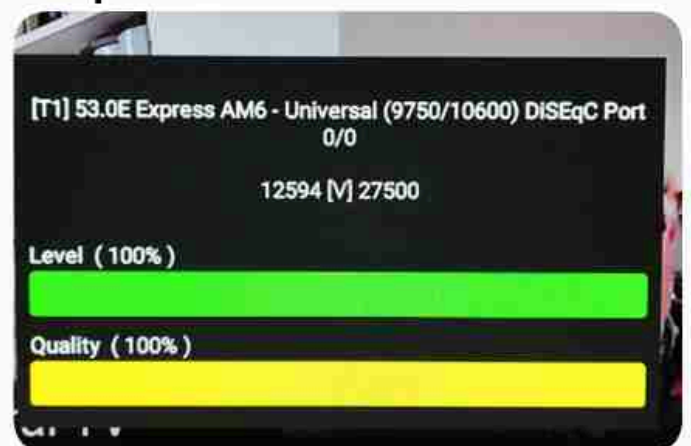 [T1] 53.0E Express AM6 - Universal (9750/10600) DiSEqC Port
0/0
12594 [V] 27500
Level ( 100% )
Quality ( 100% )